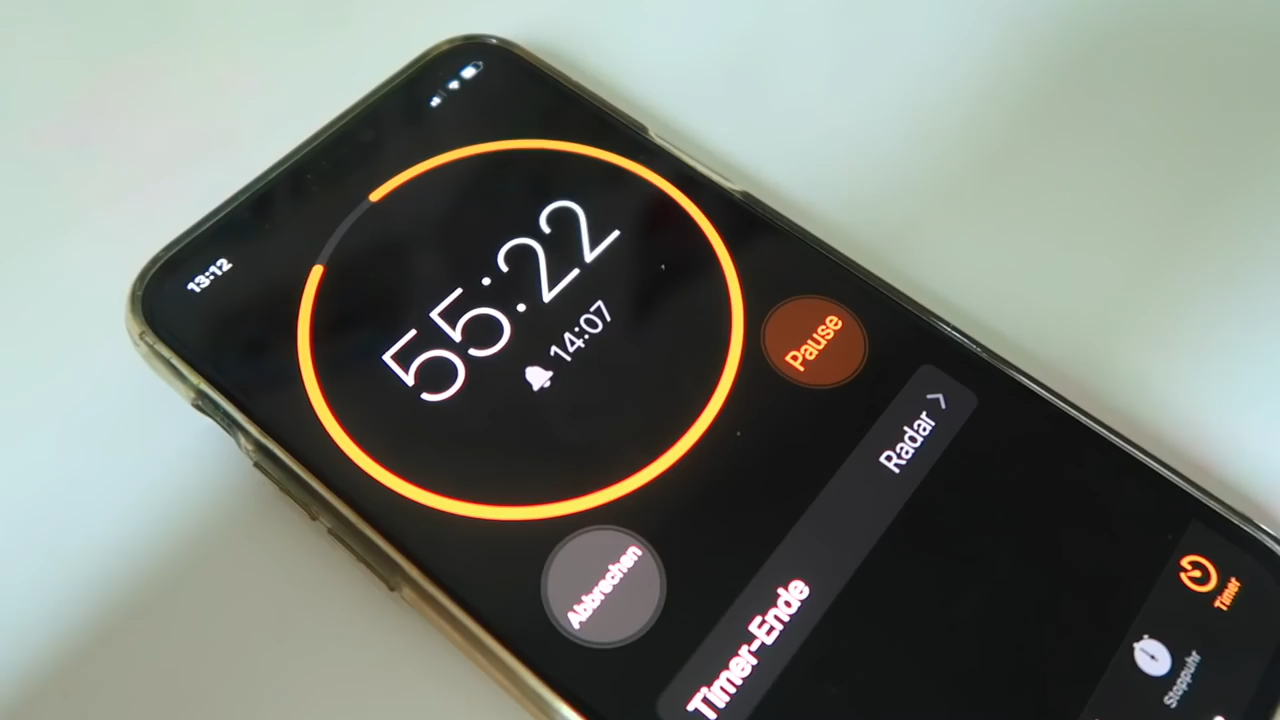 13:12
55:22
14:07
Abbrechen
Pause
Timer-Ende
Radar
Stoppuhr
Timer